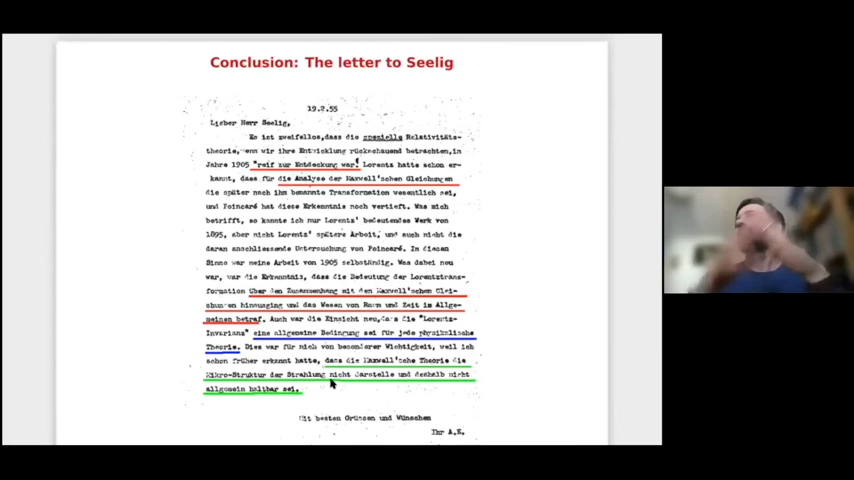 Conclusion: The letter to Seelig
19.2.55
Lieber Herr Seelig,
Es ist zweifellos,dass die spezielle Relativitäts-
theorie,wenn wir ihre Entwicklung rückschauend betrachten,in
Jahre 1905 "reif zur Entdeckung war! Lorentz hatte schon er-
kannt, dass für die Analyse der Maxwell'schen Gleichungen
die später nach ihm benannte Transformation wesentlich sei,
und Poincaré hat diese Erkenntnis noch vertieft. Was mich
betrifft, so kannte ich nur Lorentz' bedeutendes Werk von
1895, aber nicht Lorentz' spätere Arbeit, und auch nicht die
daran anschliessende Untersuchung von Poincaré. In diesen
Sinne war meine Arbeit von 1905 selbständig. Was dabei neu
war, war die Erkenntnis, dass die Bedeutung der Lorentztrans-
formation über den Zusammenhang mit den Maxwell'schen Glei-
chungen hinausging und das Wesen von Raum und Zeit im Allge-
meinen betraf. Auch war die Einsicht neu,dass die "Lorentz-
Invarianz" eine allgemeine Bedingung sei für jede physikalische
Theorie. Dies war für mich von besonderer Wichtigkeit, weil ich
schon früher erkannt hatte, dass die Maxwell'sche Theorie die
Mikro-Struktur der Strahlung nicht darstelle und deshalb nicht
allgemein haltbar sei.
Mit besten Grüssen und Wünschen
Ihr A.E.